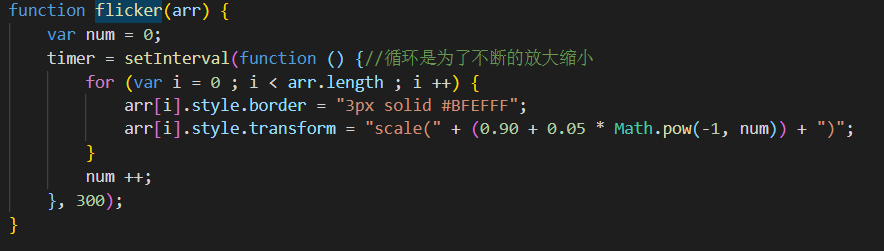 function flicker(arr) {
    var num = 0;
    timer = setInterval(function () {//循环是为了不断的放大缩小
        for (var i = 0 ; i < arr.length ; i ++) {
            arr[i].style.border = "3px solid #BFEFFF";
            arr[i].style.transform = "scale(" + (0.90 + 0.05 * Math.pow(-1, num)) + ")";
        }
        num ++;
    }, 300);
}